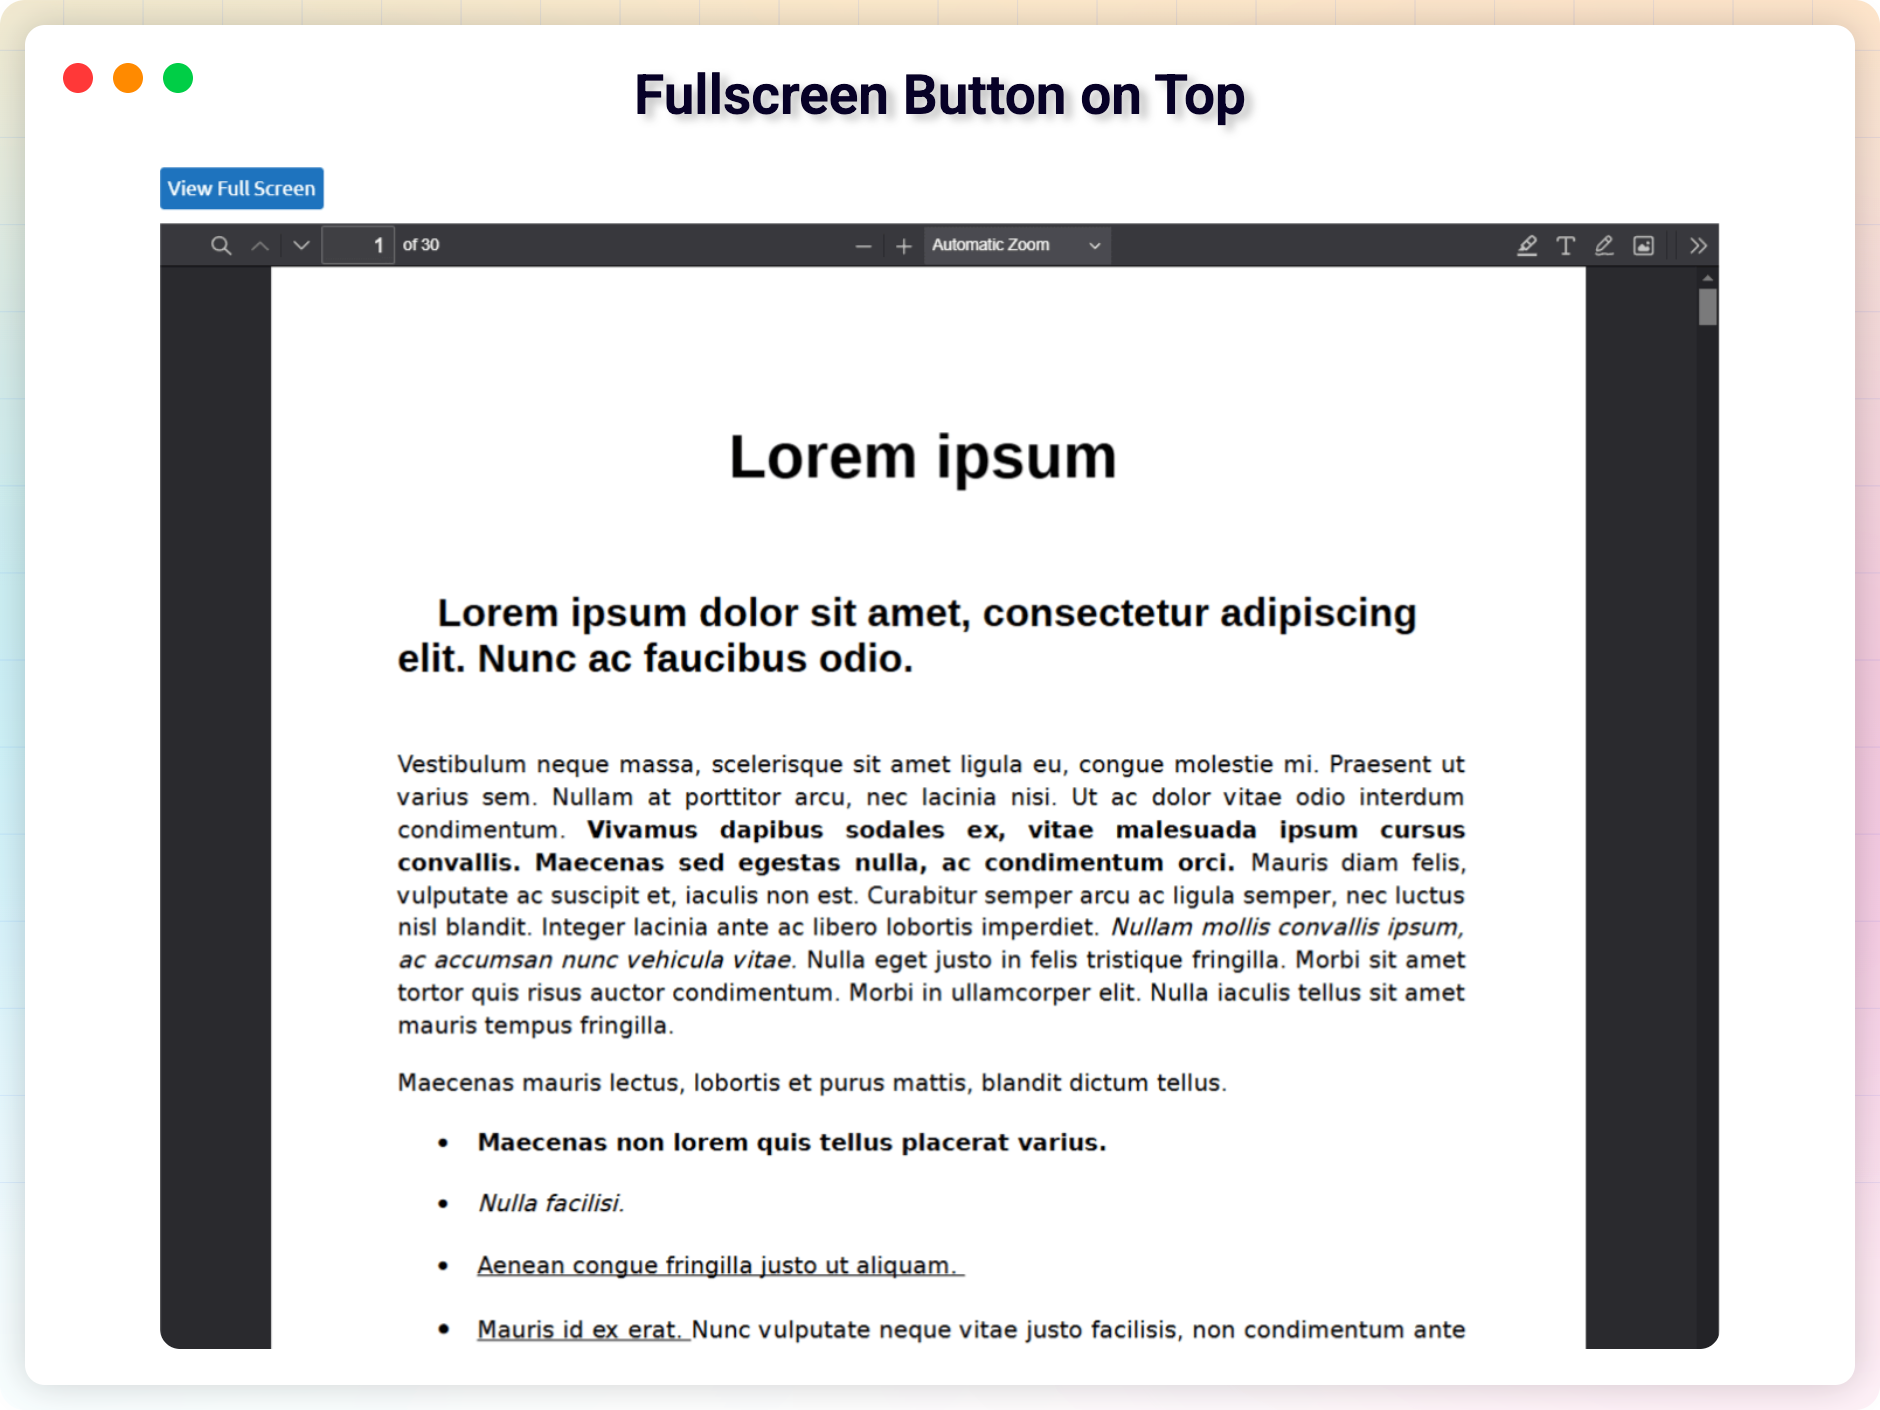 Fullscreen Button on Top
View Full Screen
1 of 30 Automatic Zoom
Lorem ipsum
Lorem ipsum dolor sit amet, consectetur adipiscing
elit. Nunc ac faucibus odio.
Vestibulum neque massa, scelerisque sit amet ligula eu, congue molestie mi. Praesent ut
varius sem. Nullam at porttitor arcu, nec lacinia nisi. Ut ac dolor vitae odio interdum
condimentum. Vivamus dapibus sodales ex, vitae malesuada ipsum cursus
convallis. Maecenas sed egestas nulla, ac condimentum orci. Mauris diam felis,
vulputate ac suscipit et, iaculis non est. Curabitur semper arcu ac ligula semper, nec luctus
nisl blandit. Integer lacinia ante ac libero lobortis imperdiet. Nullam mollis convallis ipsum,
ac accumsan nunc vehicula vitae. Nulla eget justo in felis tristique fringilla. Morbi sit amet
tortor quis risus auctor condimentum. Morbi in ullamcorper elit. Nulla iaculis tellus sit amet
mauris tempus fringilla.
Maecenas mauris lectus, lobortis et purus mattis, blandit dictum tellus.
• Maecenas non lorem quis tellus placerat varius.
• Nulla facilisi.
• Aenean congue fringilla justo ut aliquam.
• Mauris id ex erat. Nunc vulputate neque vitae justo facilisis, non condimentum ante